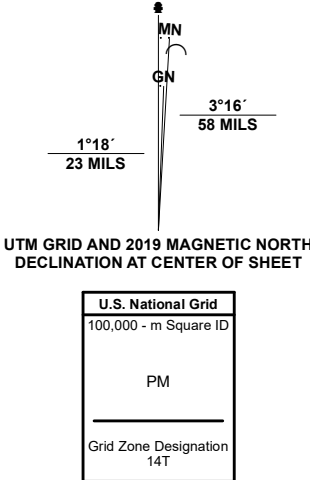 MN
GN
3°16´
58 MILS
1°18´
23 MILS
UTM GRID AND 2019 MAGNETIC NORTH
DECLINATION AT CENTER OF SHEET
U.S. National Grid
100,000 - m Square ID
PM
Grid Zone Designation
14T